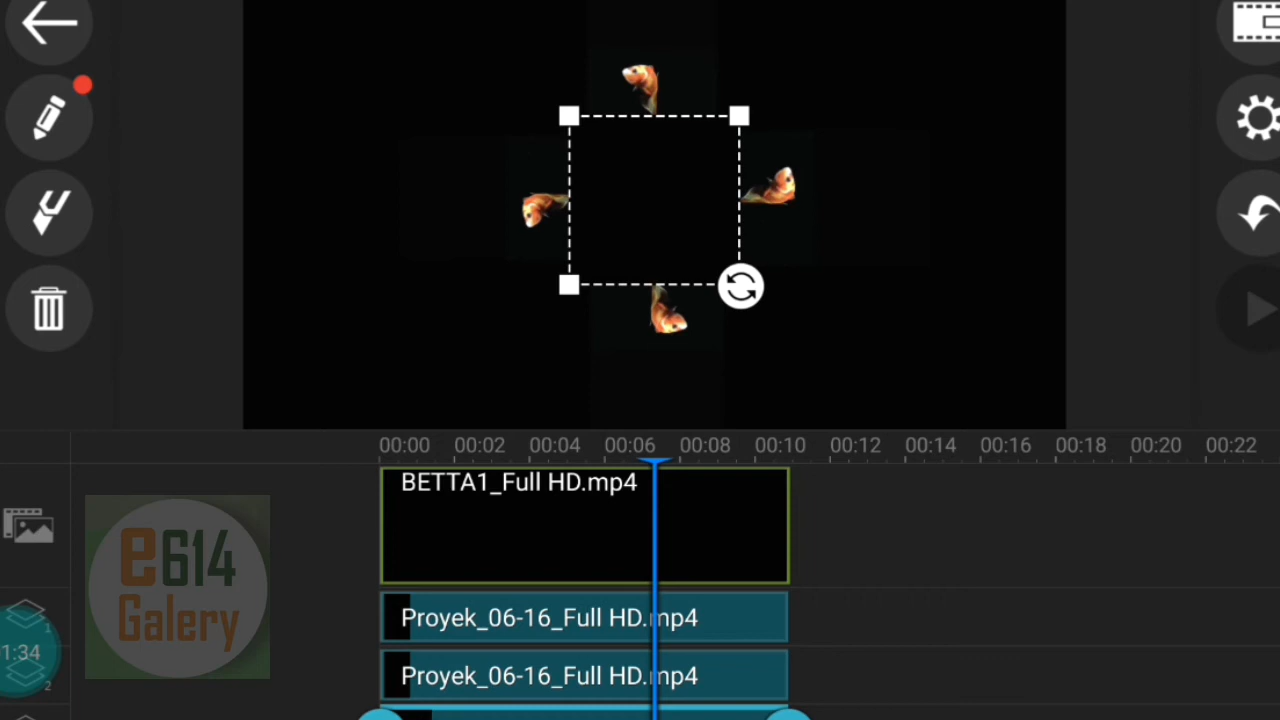 00:00 00:02 00:04 00:06 00:08 00:10 00:12 00:14 00:16 00:18 00:20 00:22
BETTA1_Full HD.mp4
e614
Galery
Proyek_06-16_Full HD.mp4
1
1:34
Proyek_06-16_Full HD.mp4
2